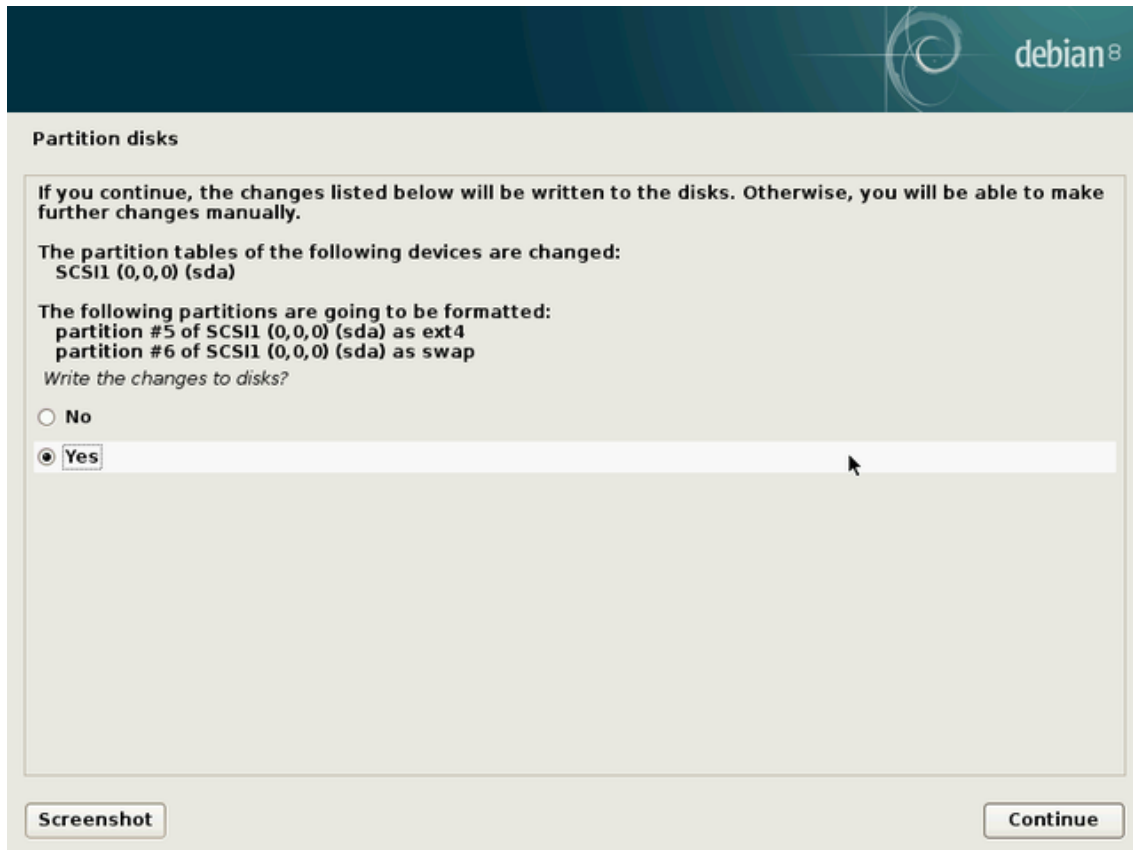 debian 8
Partition disks
If you continue, the changes listed below will be written to the disks. Otherwise, you will be able to make
further changes manually.
The partition tables of the following devices are changed:
SCSI1 (0,0,0) (sda)
The following partitions are going to be formatted:
partition #5 of SCSI1 (0,0,0) (sda) as ext4
partition #6 of SCSI1 (0,0,0) (sda) as swap
Write the changes to disks?
No
Yes
Screenshot
Continue